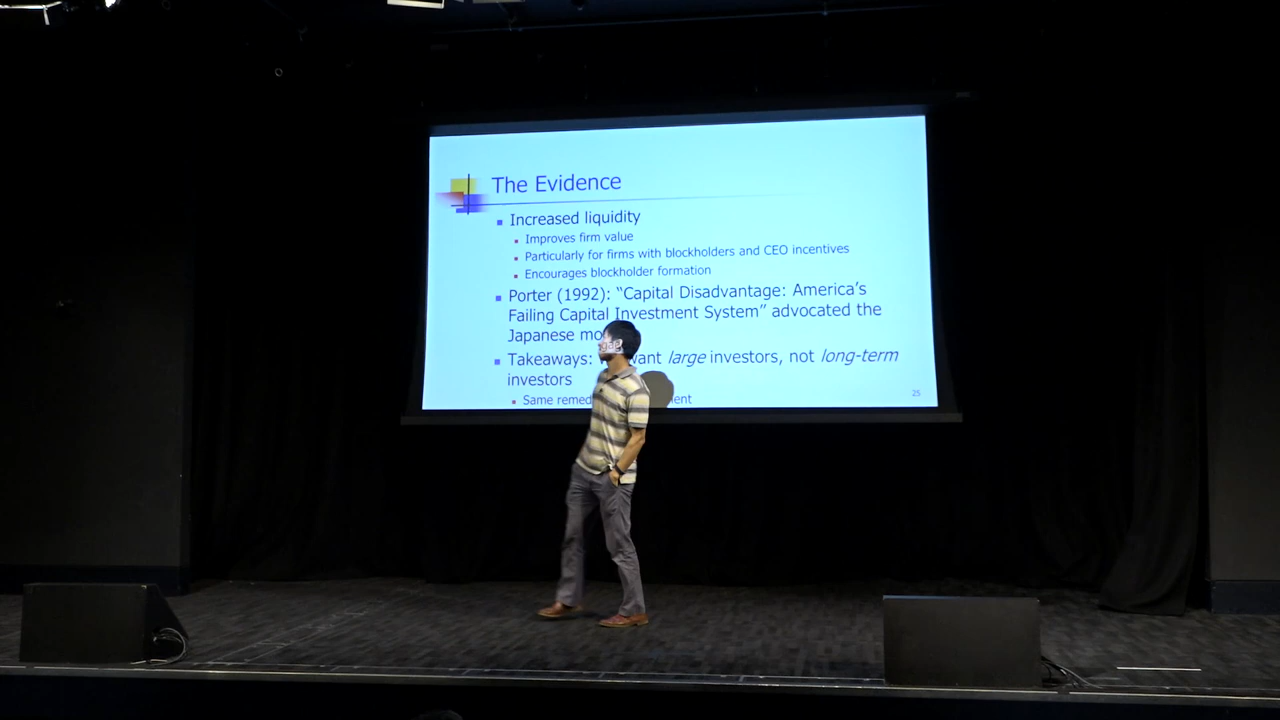 The Evidence
Increased liquidity
Improves firm value
Particularly for firms with blockholders and CEO incentives
Encourages blockholder formation
Porter (1992): “Capital Disadvantage: America’s
Failing Capital Investment System” advocated the
Japanese
Takeaways: want large investors, not long-term
investors
Same
25